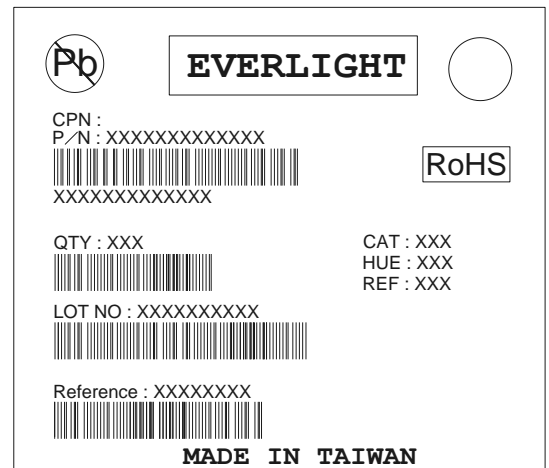 Pb
EVERLIGHT
CPN :
P/N : XXXXXXXXXXXXX
RoHS
XXXXXXXXXXXXX
QTY : XXX
CAT : XXX
HUE : XXX
REF : XXX
LOT NO : XXXXXXXXXX
Reference : XXXXXXXX
MADE IN TAIWAN